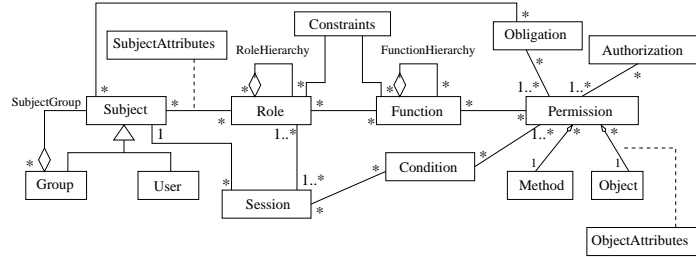 Constraints
*
SubjectAttributes
RoleHierarchy
FunctionHierarchy
Obligation
Authorization
*
*
*
*
*
*
*
SubjectGroup
*
1..*
1..*
Subject
*
*
Role
*
*
Function
*
*
Permission
1
1..*
1..*
*
*
*
*
*
Condition
Group
User
1
1
Method
Object
*
1..*
*
*
Session
ObjectAttributes